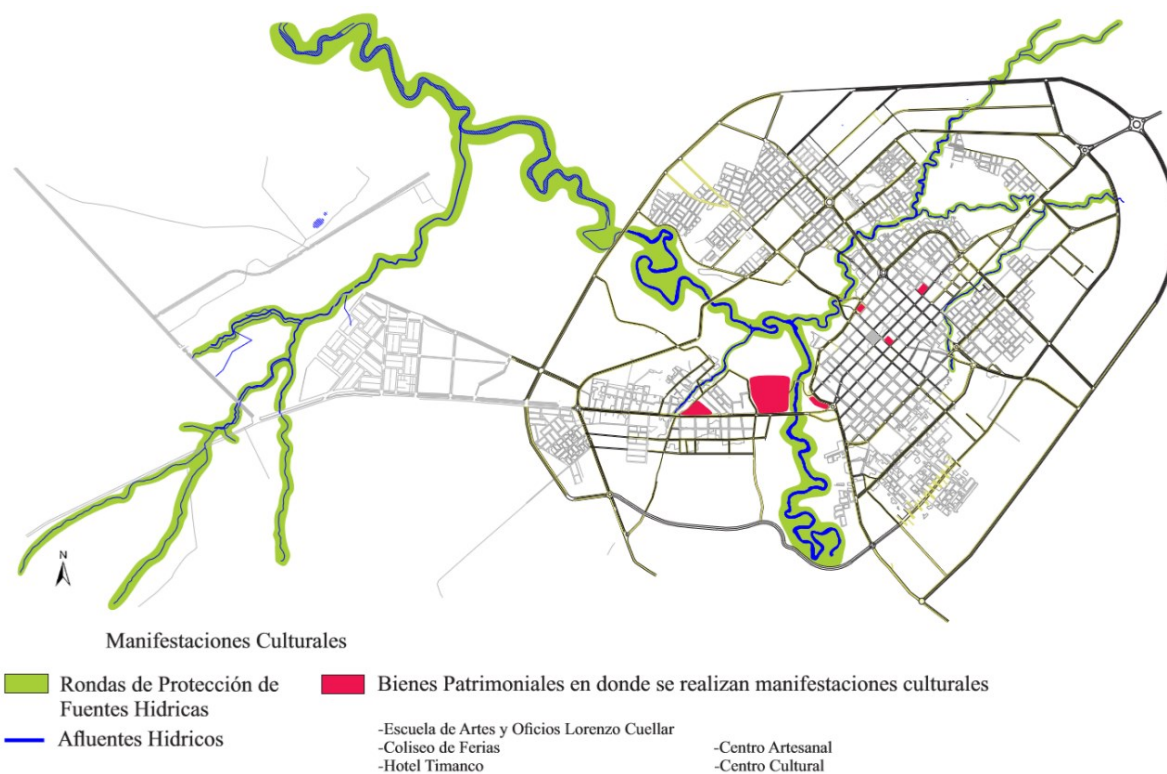 N
Manifestaciones Culturales
Rondas de Protección de
Fuentes Hidricas
Afluentes Hidricos
Bienes Patrimoniales en donde se realizan manifestaciones culturales
-Escuela de Artes y Oficios Lorenzo Cuellar
-Coliseo de Ferias
-Hotel Timanco
-Centro Artesanal
-Centro Cultural